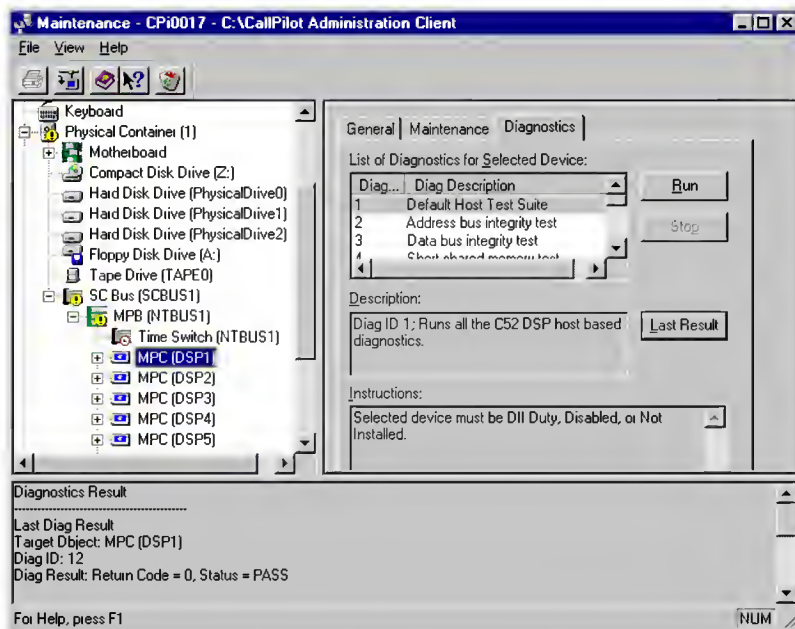 Maintenance - CPi0017 - C:\CallPilot Administration Client
File View Help
Keyboard
Physical Container (1)
Motherboard
Compact Disk Drive (Z:)
Hard Disk Drive (PhysicalDrive0)
Hard Disk Drive (PhysicalDrive1)
Hard Disk Drive (PhysicalDrive2)
Floppy Disk Drive (A:)
Tape Drive (TAPE0)
SC Bus (SCBUS1)
MPB (NTBUS1)
Time Switch (NTBUS1)
MPC (DSP1)
MPC (DSP2)
MPC (DSP3)
MPC (DSP4)
MPC (DSP5)
General Maintenance Diagnostics
List of Diagnostics for Selected Device:
Diag... Diag Description
1 Default Host Test Suite
2 Address bus integrity test
3 Data bus integrity test
4 Short shared memory test
Run
Stop
Description:
Diag ID 1; Runs all the C52 DSP host based
diagnostics.
Last Result
Instructions:
Selected device must be Off Duty, Disabled, or Not
Installed.
Diagnostics Result
---------------------------------------------
Last Diag Result
Target Object: MPC (DSP1)
Diag ID: 12
Diag Result: Return Code = 0, Status = PASS
For Help, press F1
NUM